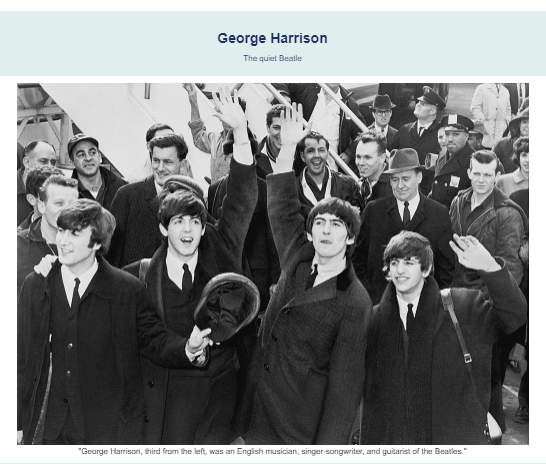 George Harrison
The quiet Beatle
"George Harrison, third from the left, was an English musician, singer-songwriter, and guitarist of the Beatles."